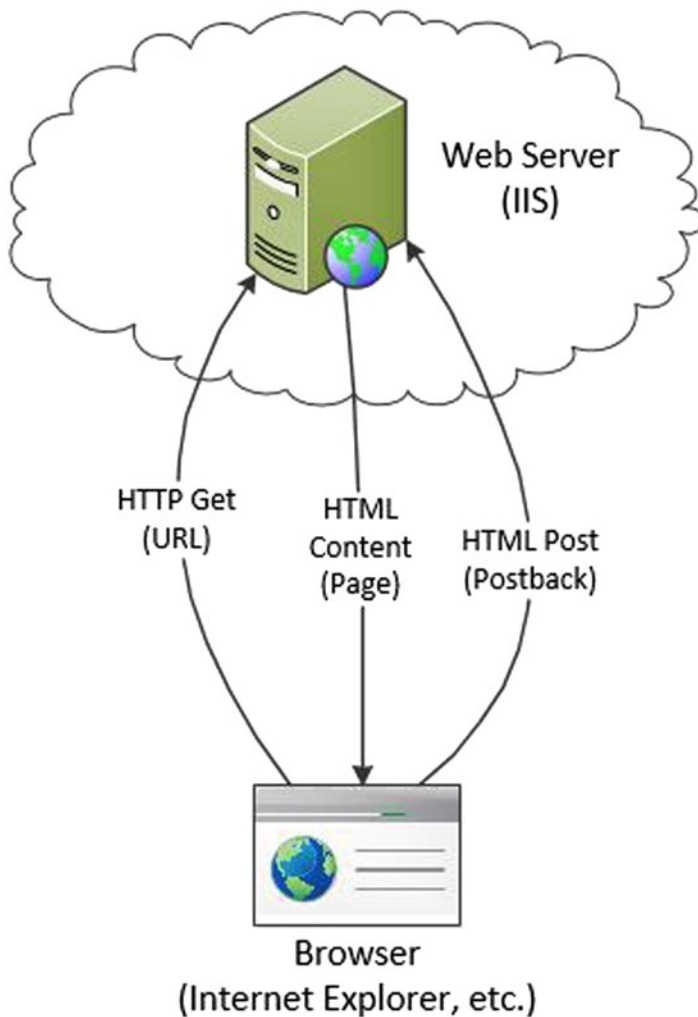 Web Server
(IIS)
HTTP Get
(URL)
HTML
Content
(Page)
HTML Post
(Postback)
Browser
(Internet Explorer, etc.)